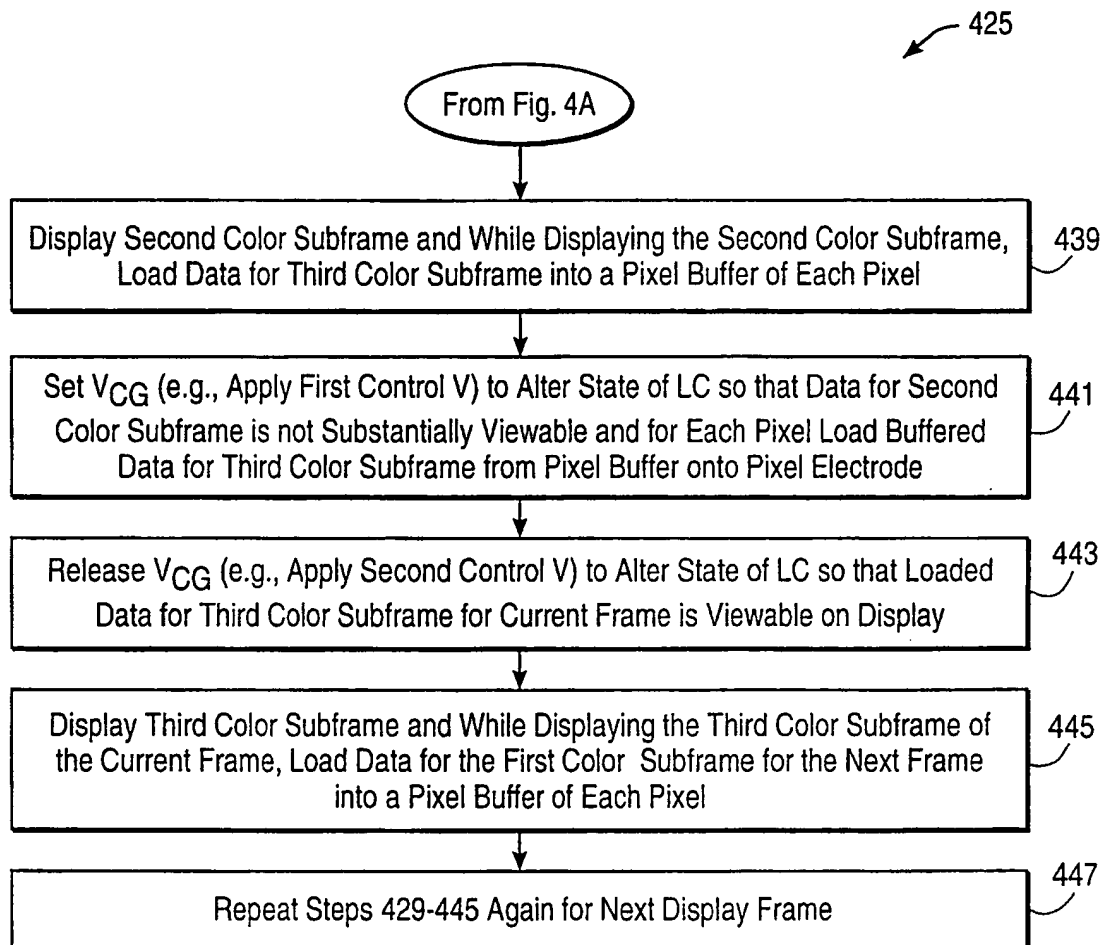 425
From Fig. 4A
Display Second Color Subframe and While Displaying the Second Color Subframe,
Load Data for Third Color Subframe into a Pixel Buffer of Each Pixel
439
Set VCG (e.g., Apply First Control V) to Alter State of LC so that Data for Second
Color Subframe is not Substantially Viewable and for Each Pixel Load Buffered
Data for Third Color Subframe from Pixel Buffer onto Pixel Electrode
441
Release VCG (e.g., Apply Second Control V) to Alter State of LC so that Loaded
Data for Third Color Subframe for Current Frame is Viewable on Display
443
Display Third Color Subframe and While Displaying the Third Color Subframe of
the Current Frame, Load Data for the First Color Subframe for the Next Frame
into a Pixel Buffer of Each Pixel
445
Repeat Steps 429-445 Again for Next Display Frame
447